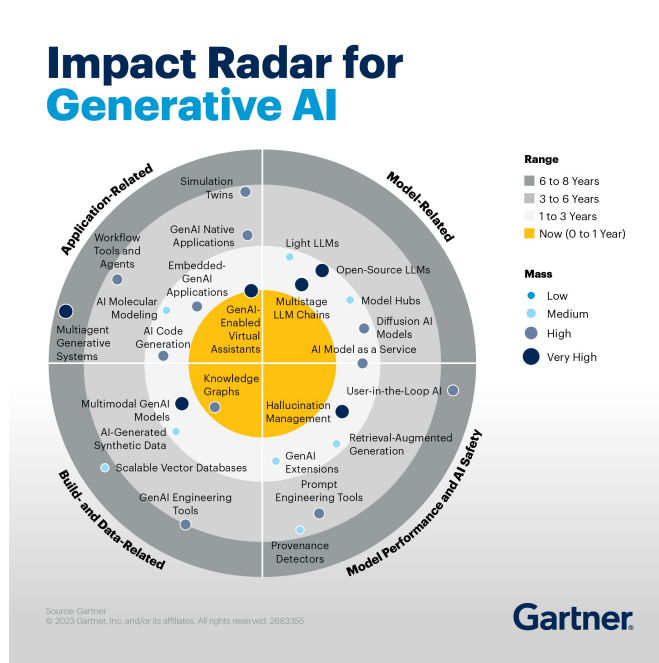 Impact Radar for
Generative AI
Application-Related
Model-Related
Simulation
Twins
GenAI Native
Applications
Workflow
Tools and
Agents
Embedded-
GenAI
Applications
AI Molecular
Modeling
Multiagent
Generative
Systems
AI Code
Generation
GenAI-
Enabled
Virtual
Assistants
Light LLMs
Open-Source LLMs
Multistage
LLM Chains
Model Hubs
Diffusion AI
Models
AI Model as a Service
Knowledge
Graphs
Multimodal GenAI
Models
AI-Generated
Synthetic Data
Scalable Vector Databases
GenAI Engineering
Tools
User-in-the-Loop AI
Hallucination
Management
Retrieval-Augmented
Generation
GenAI
Extensions
Prompt
Engineering Tools
Provenance
Detectors
Build- and Data-Related
Model Performance and AI Safety
Range
6 to 8 Years
3 to 6 Years
1 to 3 Years
Now (0 to 1 Year)
Mass
Low
Medium
High
Very High
Source: Gartner
© 2023 Gartner, Inc. and/or its affiliates. All rights reserved. 2683355
Gartner®